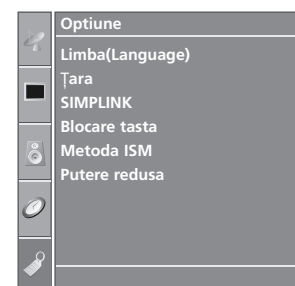 Optiune
Limba(Language)
Țara
SIMPLINK
Blocare tasta
Metoda ISM
Putere redusa